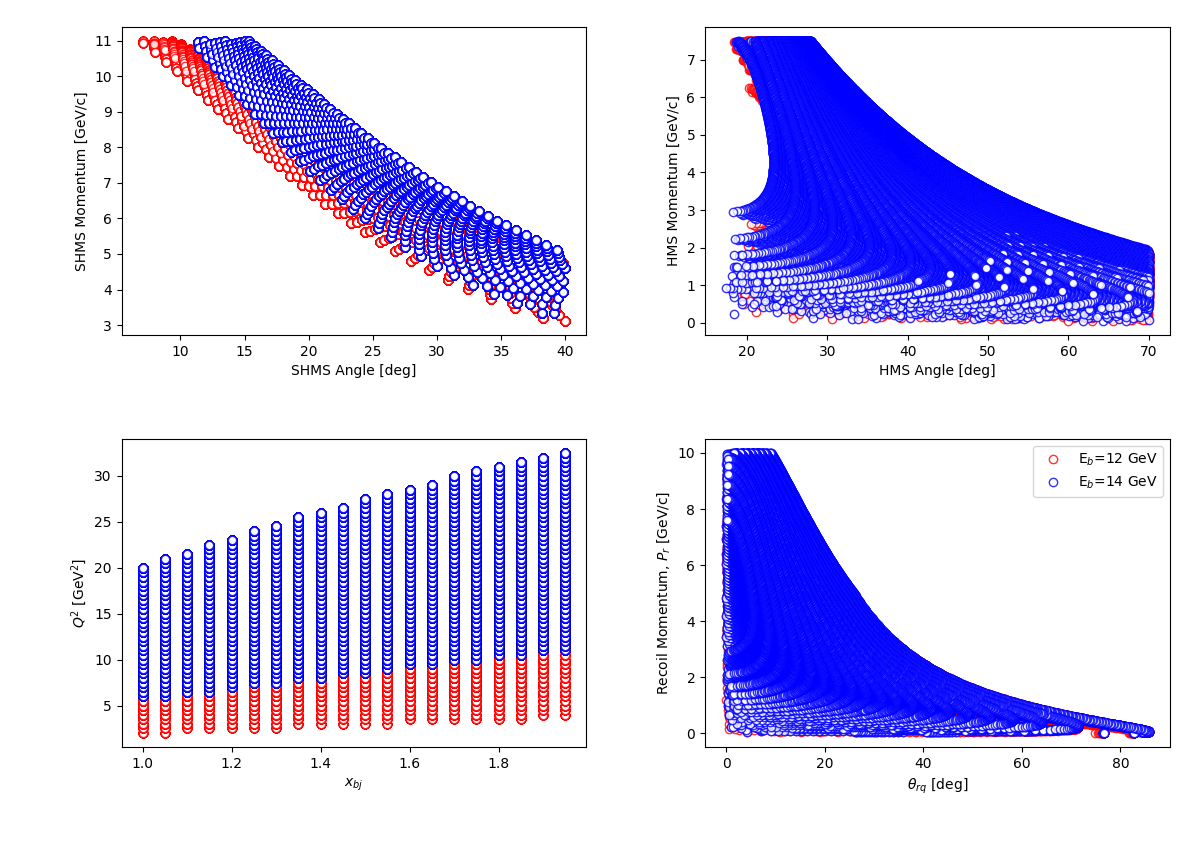 11
10
9
8
7
6
5
4
3
SHMS Momentum [GeV/c]
10 15 20 25 30 35 40
SHMS Angle [deg]
7
6
5
4
3
2
1
0
HMS Momentum [GeV/c]
20 30 40 50 60 70
HMS Angle [deg]
30
25
20
15
10
5
Q² [GeV²]
1.0 1.2 1.4 1.6 1.8
x_bj
10
8
6
4
2
0
Recoil Momentum, P_r [GeV/c]
E_b=12 GeV
E_b=14 GeV
0 20 40 60 80
θ_rq [deg]